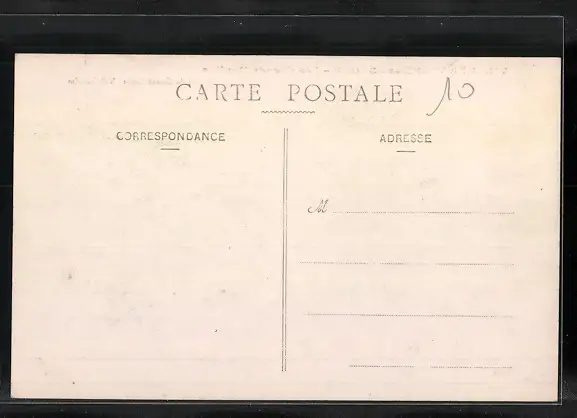 CARTE POSTALE
10
CORRESPONDANCE
ADRESSE
M